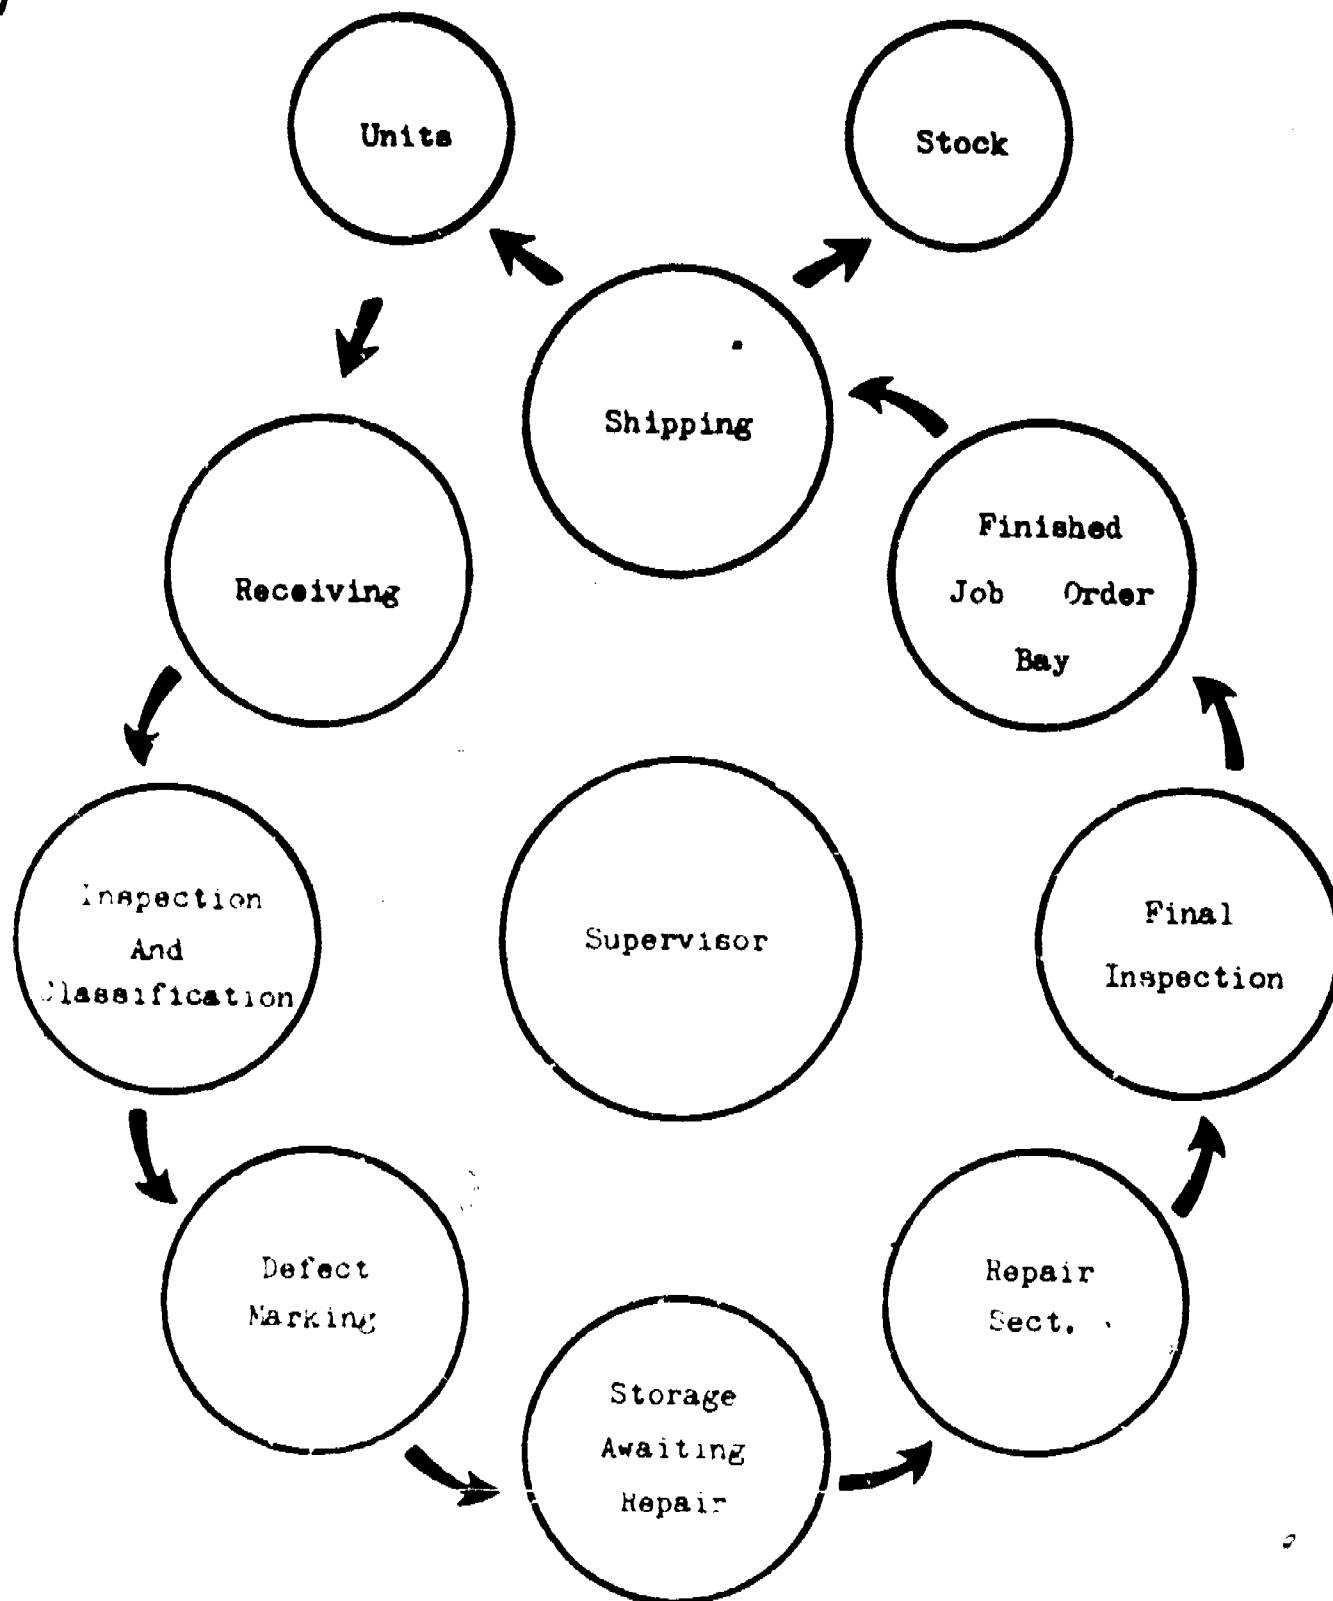 Units
Stock
Shipping
Receiving
Finished
Job Order
Bay
Inspection
And
Classification
Supervisor
Final
Inspection
Defect
Marking
Repair
Sect.
Storage
Awaiting
Repair